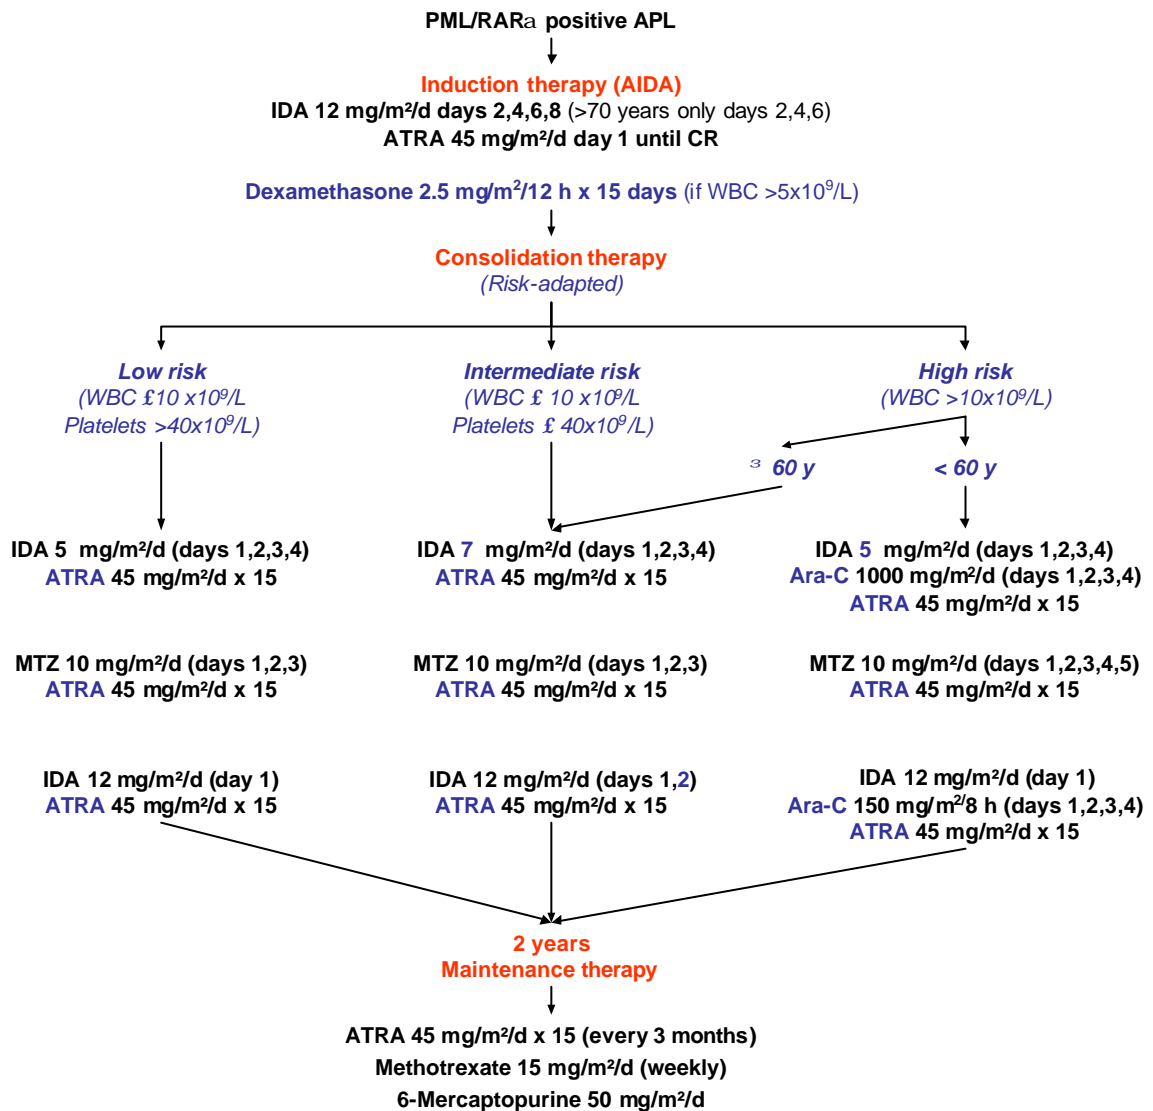 PML/RARa positive APL
Induction therapy (AIDA)
IDA 12 mg/m²/d days 2,4,6,8 (>70 years only days 2,4,6)
ATRA 45 mg/m²/d day 1 until CR
Dexamethasone 2.5 mg/m²/12 h x 15 days (if WBC >5x10⁹/L)
Consolidation therapy
(Risk-adapted)
Low risk
(WBC £10 x10⁹/L
Platelets >40x10⁹/L)
Intermediate risk
(WBC £ 10 x10⁹/L
Platelets £ 40x10⁹/L)
High risk
(WBC >10x10⁹/L)
³ 60 y
< 60 y
IDA 5 mg/m²/d (days 1,2,3,4)
ATRA 45 mg/m²/d x 15
IDA 7 mg/m²/d (days 1,2,3,4)
ATRA 45 mg/m²/d x 15
IDA 5 mg/m²/d (days 1,2,3,4)
Ara-C 1000 mg/m²/d (days 1,2,3,4)
ATRA 45 mg/m²/d x 15
MTZ 10 mg/m²/d (days 1,2,3)
ATRA 45 mg/m²/d x 15
MTZ 10 mg/m²/d (days 1,2,3)
ATRA 45 mg/m²/d x 15
MTZ 10 mg/m²/d (days 1,2,3,4,5)
ATRA 45 mg/m²/d x 15
IDA 12 mg/m²/d (day 1)
ATRA 45 mg/m²/d x 15
IDA 12 mg/m²/d (days 1,2)
ATRA 45 mg/m²/d x 15
IDA 12 mg/m²/d (day 1)
Ara-C 150 mg/m²/8 h (days 1,2,3,4)
ATRA 45 mg/m²/d x 15
2 years
Maintenance therapy
ATRA 45 mg/m²/d x 15 (every 3 months)
Methotrexate 15 mg/m²/d (weekly)
6-Mercaptopurine 50 mg/m²/d